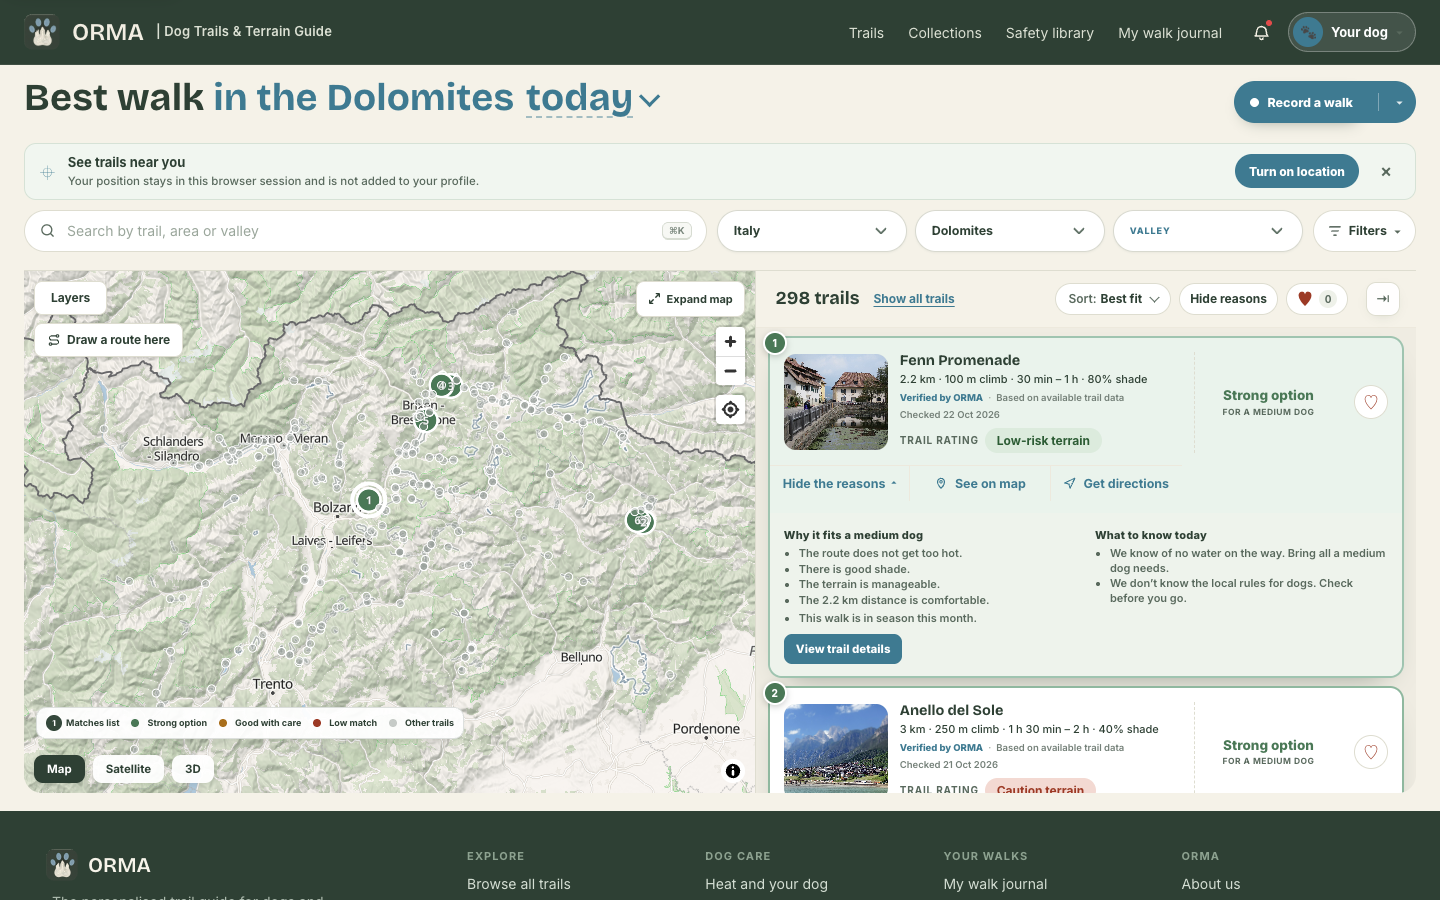 ORMA | Dog Trails & Terrain Guide
Trails Collections Safety library My walk journal Your dog
Best walk in the Dolomites today
Record a walk
See trails near you
Your position stays in this browser session and is not added to your profile.
Turn on location
Search by trail, area or valley ⌘K
Italy
Dolomites
VALLEY
Filters
Layers
Draw a route here
Expand map
Schlanders
- Silandro
Bolzan
Laives - Leifers
Trento
Belluno
Pordenone
1
1 Matches list Strong option Good with care Low match Other trails
Map Satellite 3D
298 trails Show all trails
Sort: Best fit
Hide reasons
0
1
Fenn Promenade
2.2 km · 100 m climb · 30 min – 1 h · 80% shade
Verified by ORMA · Based on available trail data
Checked 22 Oct 2026
TRAIL RATING Low-risk terrain
Strong option
FOR A MEDIUM DOG
Hide the reasons
See on map
Get directions
Why it fits a medium dog
The route does not get too hot.
There is good shade.
The terrain is manageable.
The 2.2 km distance is comfortable.
This walk is in season this month.
What to know today
We know of no water on the way. Bring all a medium
dog needs.
We don't know the local rules for dogs. Check
before you go.
View trail details
2
Anello del Sole
3 km · 250 m climb · 1 h 30 min – 2 h · 40% shade
Verified by ORMA · Based on available trail data
Checked 21 Oct 2026
TRAIL RATING Caution terrain
Strong option
FOR A MEDIUM DOG
ORMA
The personalised trail guide for dogs and
EXPLORE
Browse all trails
DOG CARE
Heat and your dog
YOUR WALKS
My walk journal
ORMA
About us